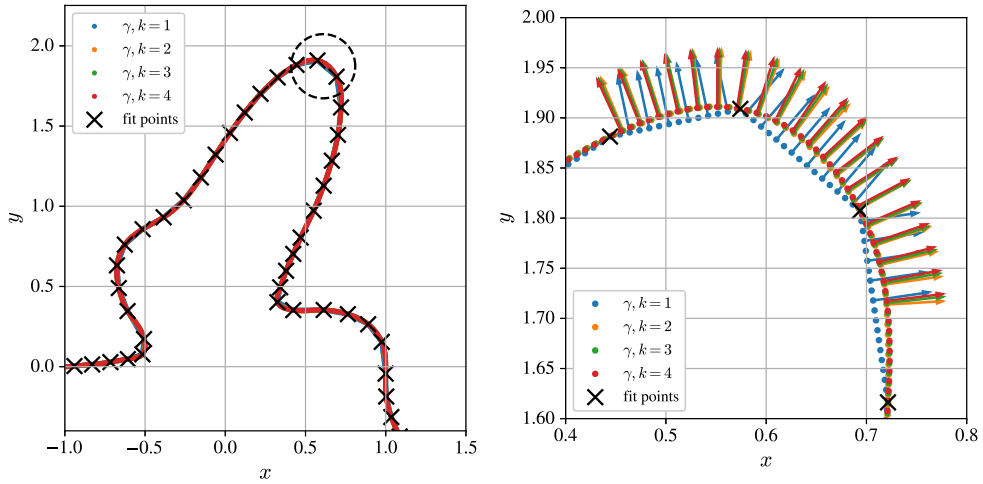 γ, k = 1
γ, k = 2
γ, k = 3
γ, k = 4
fit points
2.0
1.5
1.0
0.5
0.0
y
−1.0 −0.5 0.0 0.5 1.0 1.5
x
2.00
1.95
1.90
1.85
1.80
1.75
1.70
1.65
1.60
y
γ, k = 1
γ, k = 2
γ, k = 3
γ, k = 4
fit points
0.4 0.5 0.6 0.7 0.8
x